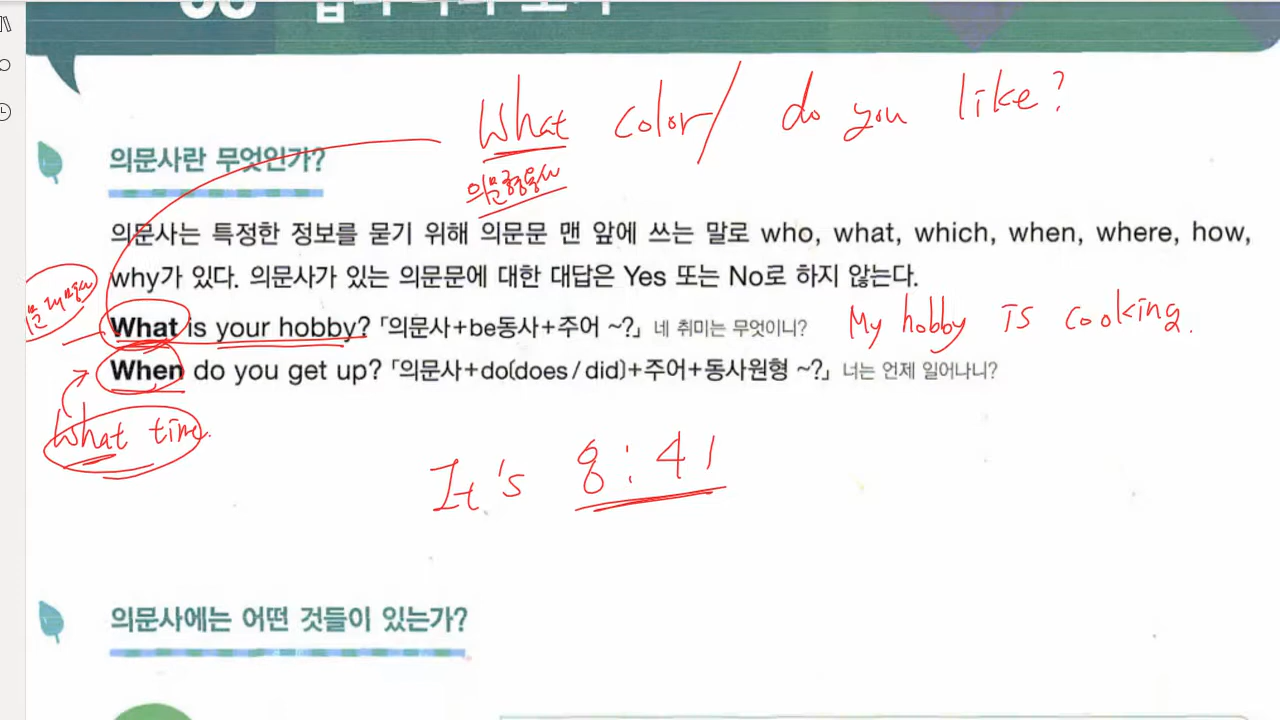 What color / do you like?
의문사란 무엇인가?
의문형용사
의문사는 특정한 정보를 묻기 위해 의문문 맨 앞에 쓰는 말로 who, what, which, when, where, how,
why가 있다. 의문사가 있는 의문문에 대한 대답은 Yes 또는 No로 하지 않는다.
What is your hobby? 「의문사+be동사+주어 ~?」 네 취미는 무엇이니? My hobby is cooking.
When do you get up? 「의문사+do(does / did)+주어+동사원형 ~?」 너는 언제 일어나니?
What time
It's 8:41
의문사에는 어떤 것들이 있는가?